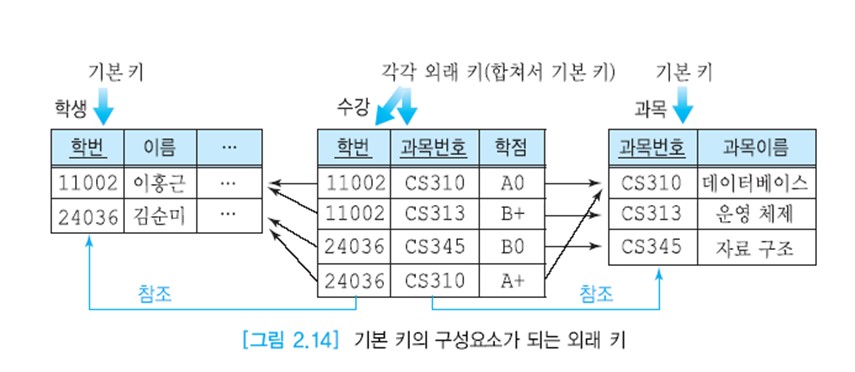 기본 키 각각 외래 키(합쳐서 기본 키) 기본 키
학생 수강 과목
학번 이름 ...
11002 이홍근 ...
24036 김순미 ...
학번 과목번호 학점
11002 CS310 A0
11002 CS313 B+
24036 CS345 B0
24036 CS310 A+
과목번호 과목이름
CS310 데이터베이스
CS313 운영 체재
CS345 자료 구조
참조 참조
[그림 2.14] 기본 키의 구성요소가 되는 외래 키